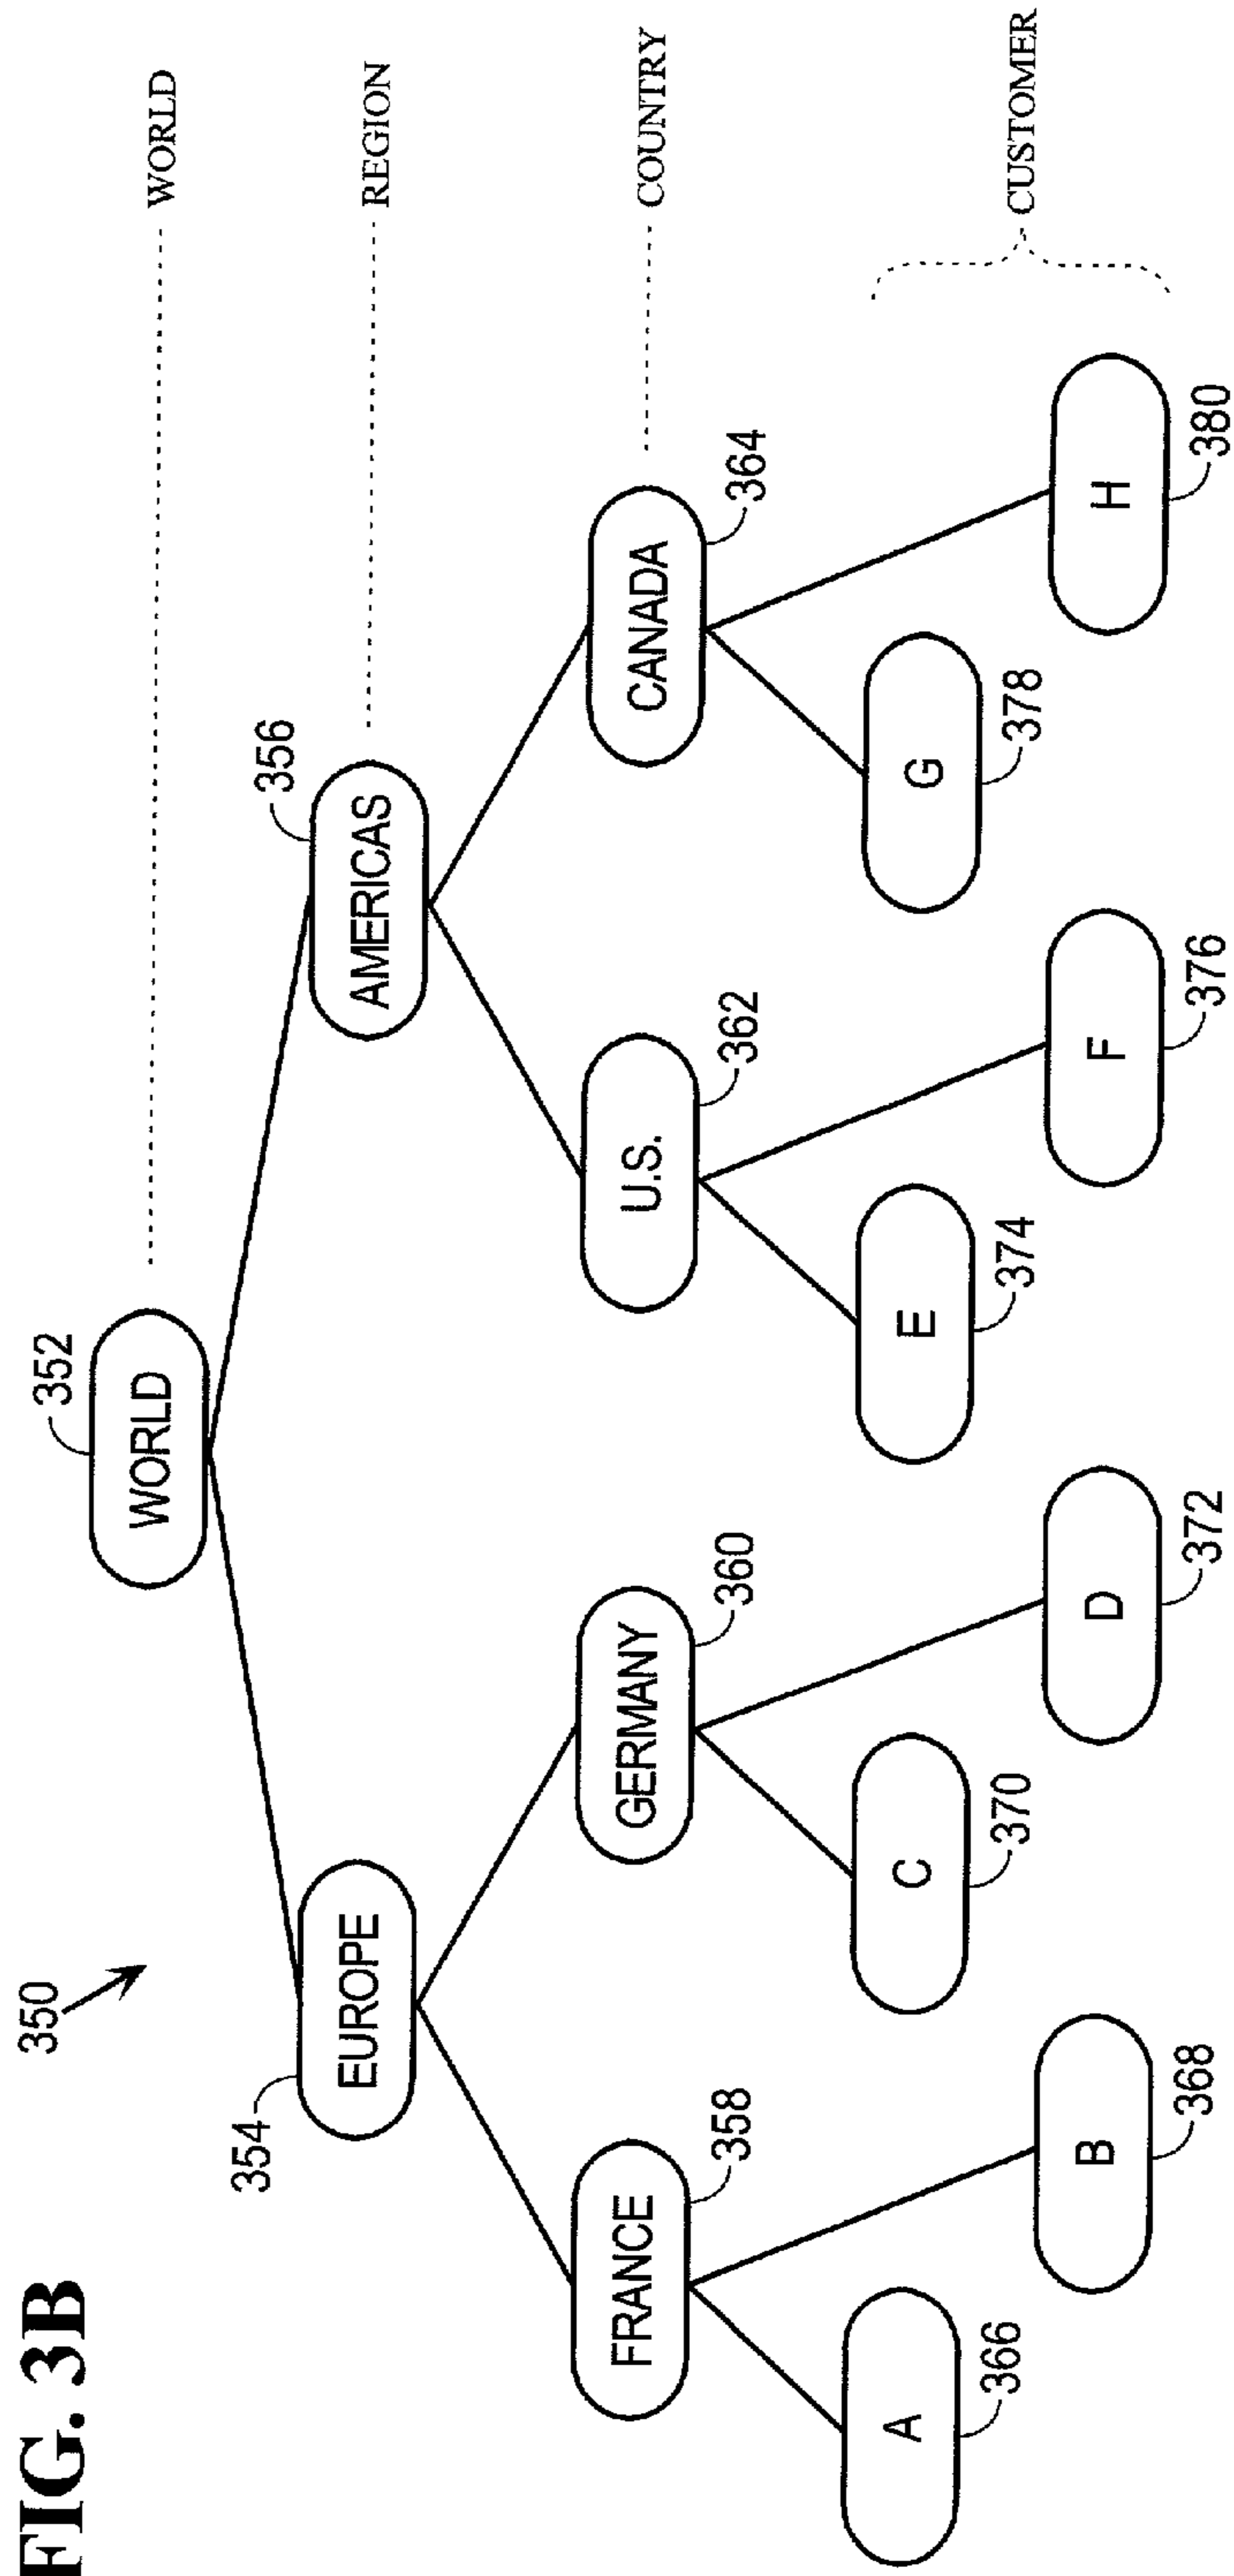 FIG. 3B
350
352
WORLD
WORLD
354
EUROPE
356
AMERICAS
REGION
FRANCE
358
GERMANY
360
U.S.
362
CANADA
364
COUNTRY
A
366
C
370
E
374
G
378
B
368
D
372
F
376
H
380
CUSTOMER